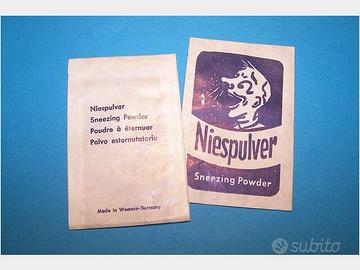 Niespulver
Sneezing Powder
Poudre à éternuer
Polvo estornutatorio
Made in Western-Germany
Niespulver
Sneezing Powder
subito